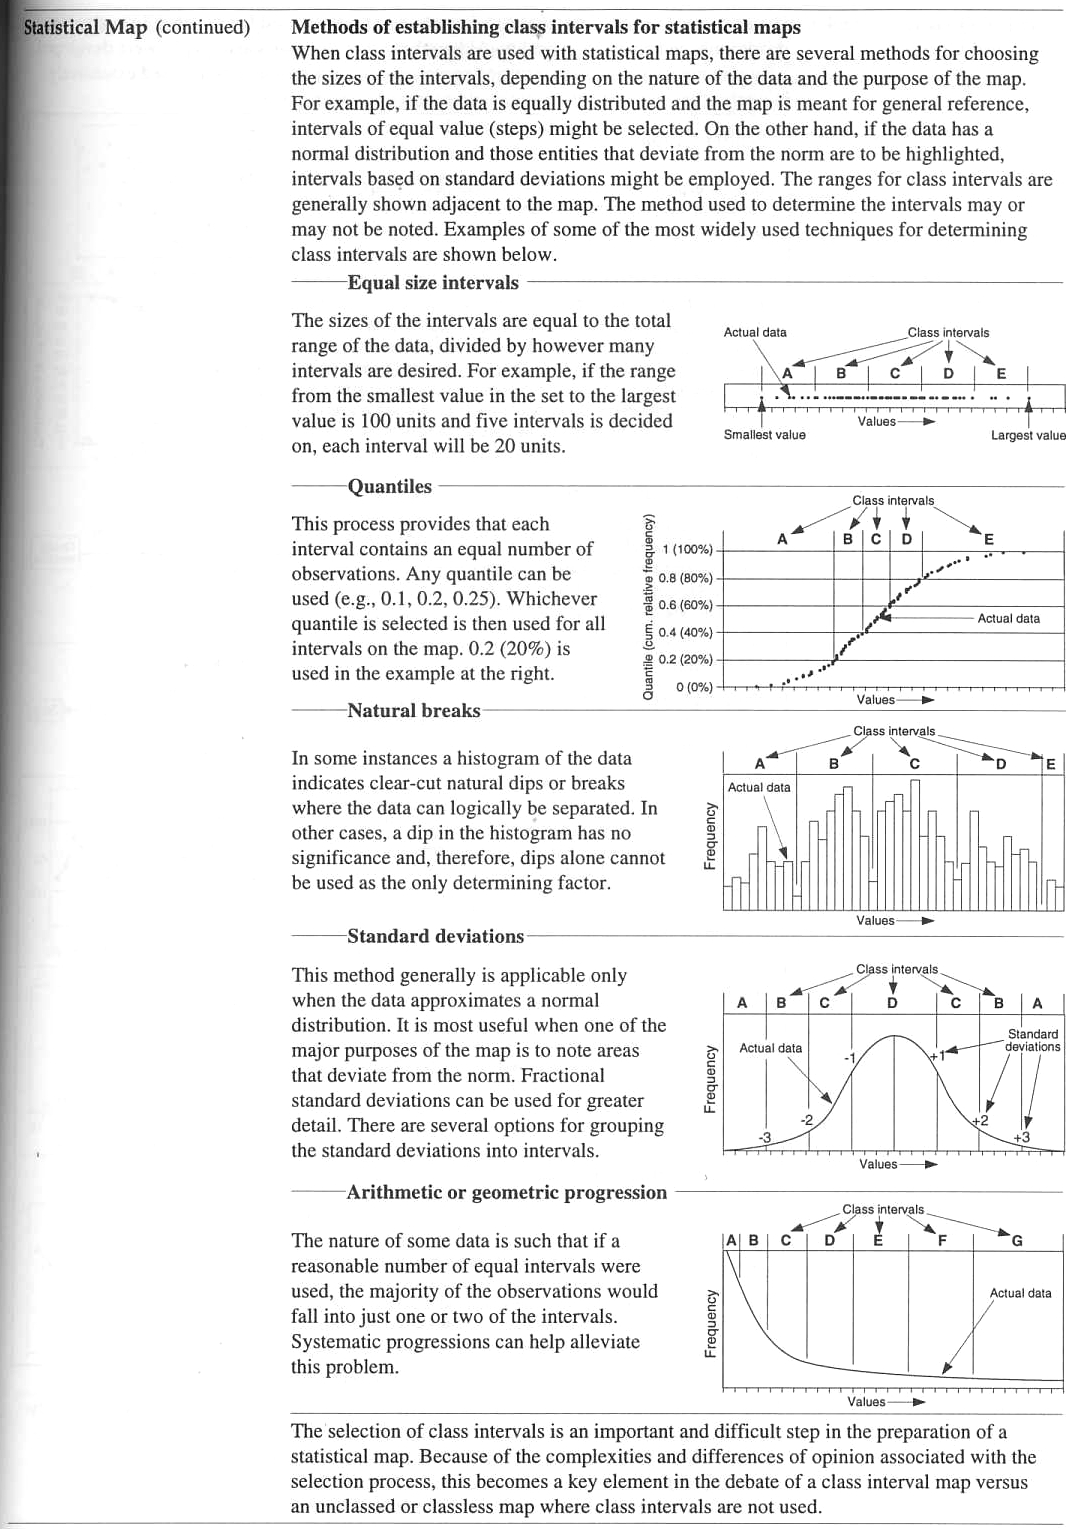 Statistical Map (continued)
Methods of establishing class intervals for statistical maps
When class intervals are used with statistical maps, there are several methods for choosing
the sizes of the intervals, depending on the nature of the data and the purpose of the map.
For example, if the data is equally distributed and the map is meant for general reference,
intervals of equal value (steps) might be selected. On the other hand, if the data has a
normal distribution and those entities that deviate from the norm are to be highlighted,
intervals based on standard deviations might be employed. The ranges for class intervals are
generally shown adjacent to the map. The method used to determine the intervals may or
may not be noted. Examples of some of the most widely used techniques for determining
class intervals are shown below.
Equal size intervals
The sizes of the intervals are equal to the total
range of the data, divided by however many
intervals are desired. For example, if the range
from the smallest value in the set to the largest
value is 100 units and five intervals is decided
on, each interval will be 20 units.
Actual data
Class intervals
A B C D E
Values
Smallest value
Largest value
Quantiles
This process provides that each
interval contains an equal number of
observations. Any quantile can be
used (e.g., 0.1, 0.2, 0.25). Whichever
quantile is selected is then used for all
intervals on the map. 0.2 (20%) is
used in the example at the right.
Class intervals
A B C D E
Quantile (cum. relative frequency)
1 (100%)
0.8 (80%)
0.6 (60%)
0.4 (40%)
0.2 (20%)
0 (0%)
Actual data
Values
Natural breaks
In some instances a histogram of the data
indicates clear-cut natural dips or breaks
where the data can logically be separated. In
other cases, a dip in the histogram has no
significance and, therefore, dips alone cannot
be used as the only determining factor.
Class intervals
A B C D E
Actual data
Frequency
Values
Standard deviations
This method generally is applicable only
when the data approximates a normal
distribution. It is most useful when one of the
major purposes of the map is to note areas
that deviate from the norm. Fractional
standard deviations can be used for greater
detail. There are several options for grouping
the standard deviations into intervals.
Class intervals
A B C D C B A
Actual data
Standard
deviations
-1 +1
-2 +2
-3 +3
Frequency
Values
Arithmetic or geometric progression
The nature of some data is such that if a
reasonable number of equal intervals were
used, the majority of the observations would
fall into just one or two of the intervals.
Systematic progressions can help alleviate
this problem.
Class intervals
A B C D E F G
Actual data
Frequency
Values
The selection of class intervals is an important and difficult step in the preparation of a
statistical map. Because of the complexities and differences of opinion associated with the
selection process, this becomes a key element in the debate of a class interval map versus
an unclassed or classless map where class intervals are not used.